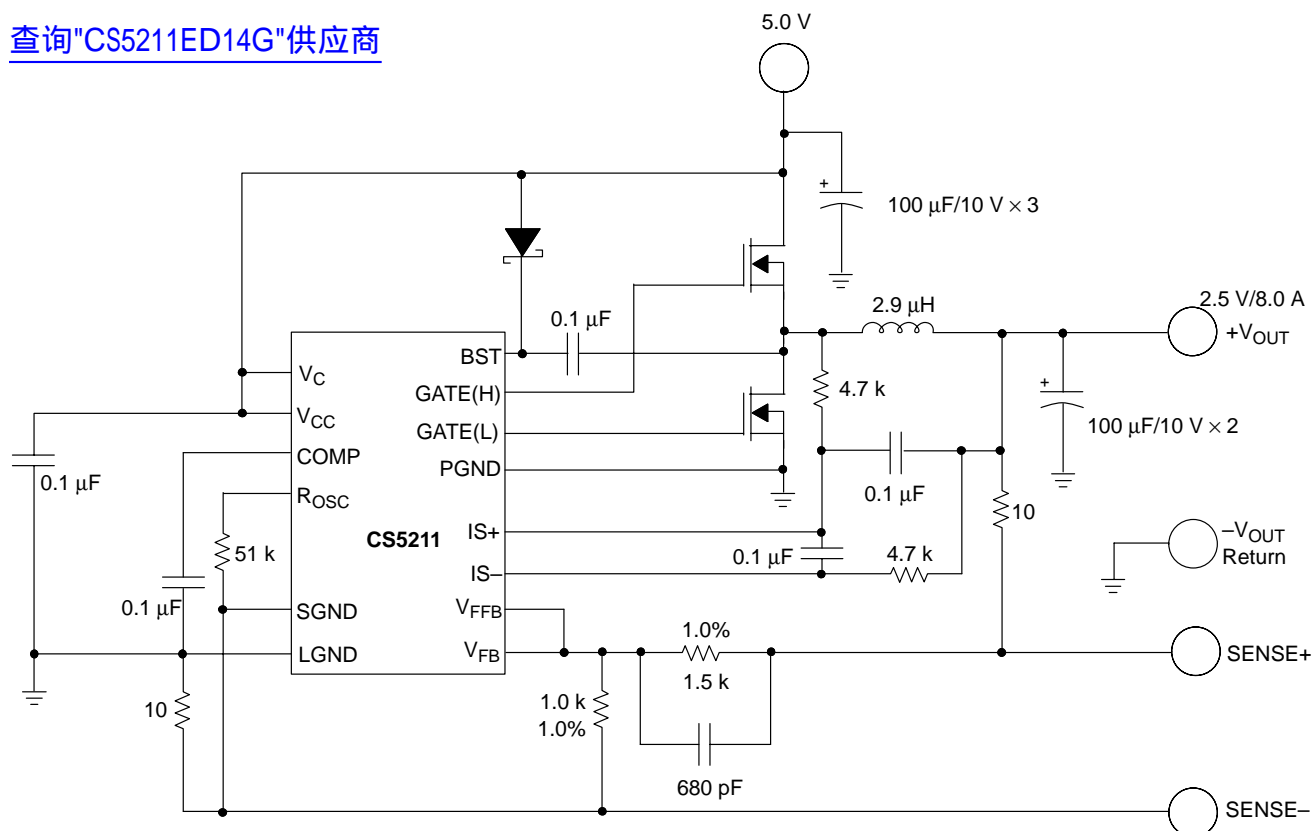 查询"CS5211ED14G"供应商
5.0 V
+
100 μF/10 V × 3
2.9 μH
2.5 V/8.0 A
+VOUT
0.1 μF
BST
VC
GATE(H)
4.7 k
+
VCC
GATE(L)
100 μF/10 V × 2
COMP
PGND
0.1 μF
0.1 μF
ROSC
10
IS+
CS5211
51 k
0.1 μF
4.7 k
–VOUT
Return
IS–
0.1 μF
SGND
VFFB
1.0%
LGND
VFB
SENSE+
1.5 k
10
1.0 k
1.0%
680 pF
SENSE–